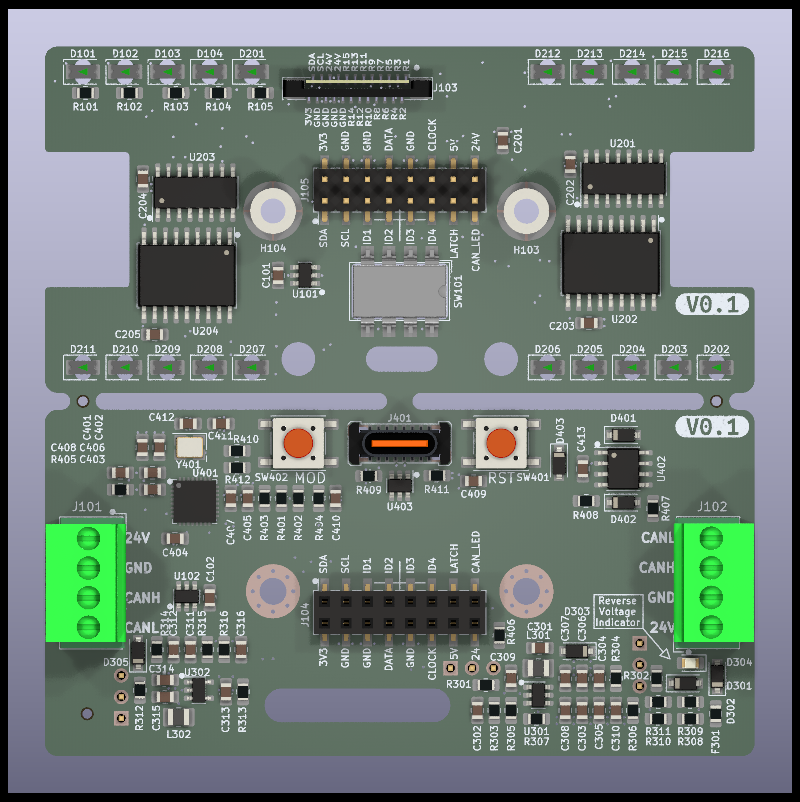 D101 D102 D103 D104 D201
SDA SCL 24V 24V R15 R13 R11 R9 R7 R5 R3 R1
D212 D213 D214 D215 D216
J103
R101 R102 R103 R104 R105
3V3 GND GND GND GND R14 R12 R10 R8 R6 R4 R2
3V3 GND GND DATA GND CLOCK 5V 24V
C201
U203
U201
C204
J105
C202
SDA SCL ID1 ID2 ID3 ID4 LATCH CAN_LED
H104
H103
C101
U101
SW101
V0.1
C205
U204
C203
U202
D211 D210 D209 D208 D207
D206 D205 D204 D203 D202
C401
C402
C412
C411
J401
D401
V0.1
C408 C406
R405 C403
R410
D403
C413
Y401
U401
R412
SW402
MOD
RST
SW401
U402
R409
U403
R411
C409
R408
D402
R407
J101
C407 C405 R403 R401 R402 R404 C410
J102
24V
GND
CANH
CANL
C404
CANL
CANH
GND
24V
U102
C102
SDA SCL ID1 ID2 ID3 ID4 LATCH CAN_LED
J104
3V3 GND GND DATA GND CLOCK 5V 24V
Reverse
Voltage
Indicator
R314 C312 C311 R315 R316 C316
R406
C301
L301
C307
D303
C306
C304
R304
D305
C314
U302
C309
R301
R302
D304
D301
R312
C315
L302
C313
R313
C302 R303 R305
U301
R307
C308 C303 C305 C310 R306
R311
R310
R309
R308
F301
D302